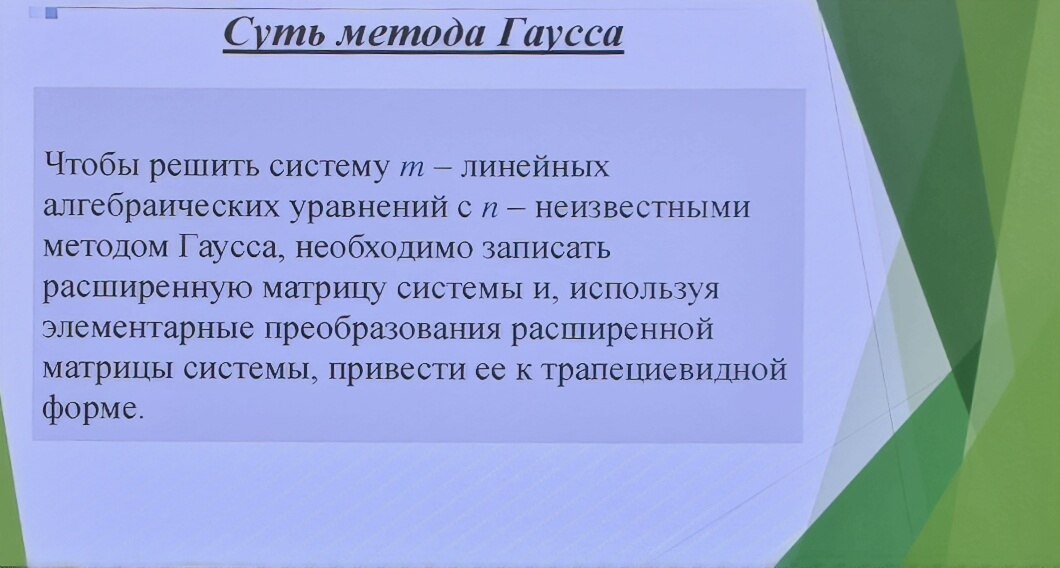 Суть метода Гаусса
Чтобы решить систему m – линейных
алгебраических уравнений с n – неизвестными
методом Гаусса, необходимо записать
расширенную матрицу системы и, используя
элементарные преобразования расширенной
матрицы системы, привести ее к трапециевидной
форме.